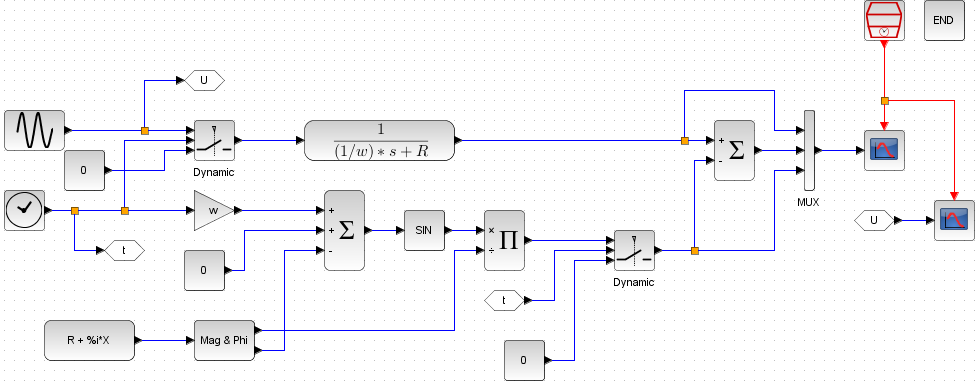 END
U
1
(1/w) * s + R
+
-
Σ
0
Dynamic
MUX
w
+
+
-
Σ
SIN
×
÷
Π
U
t
0
Dynamic
t
R + %i*X
Mag & Phi
0